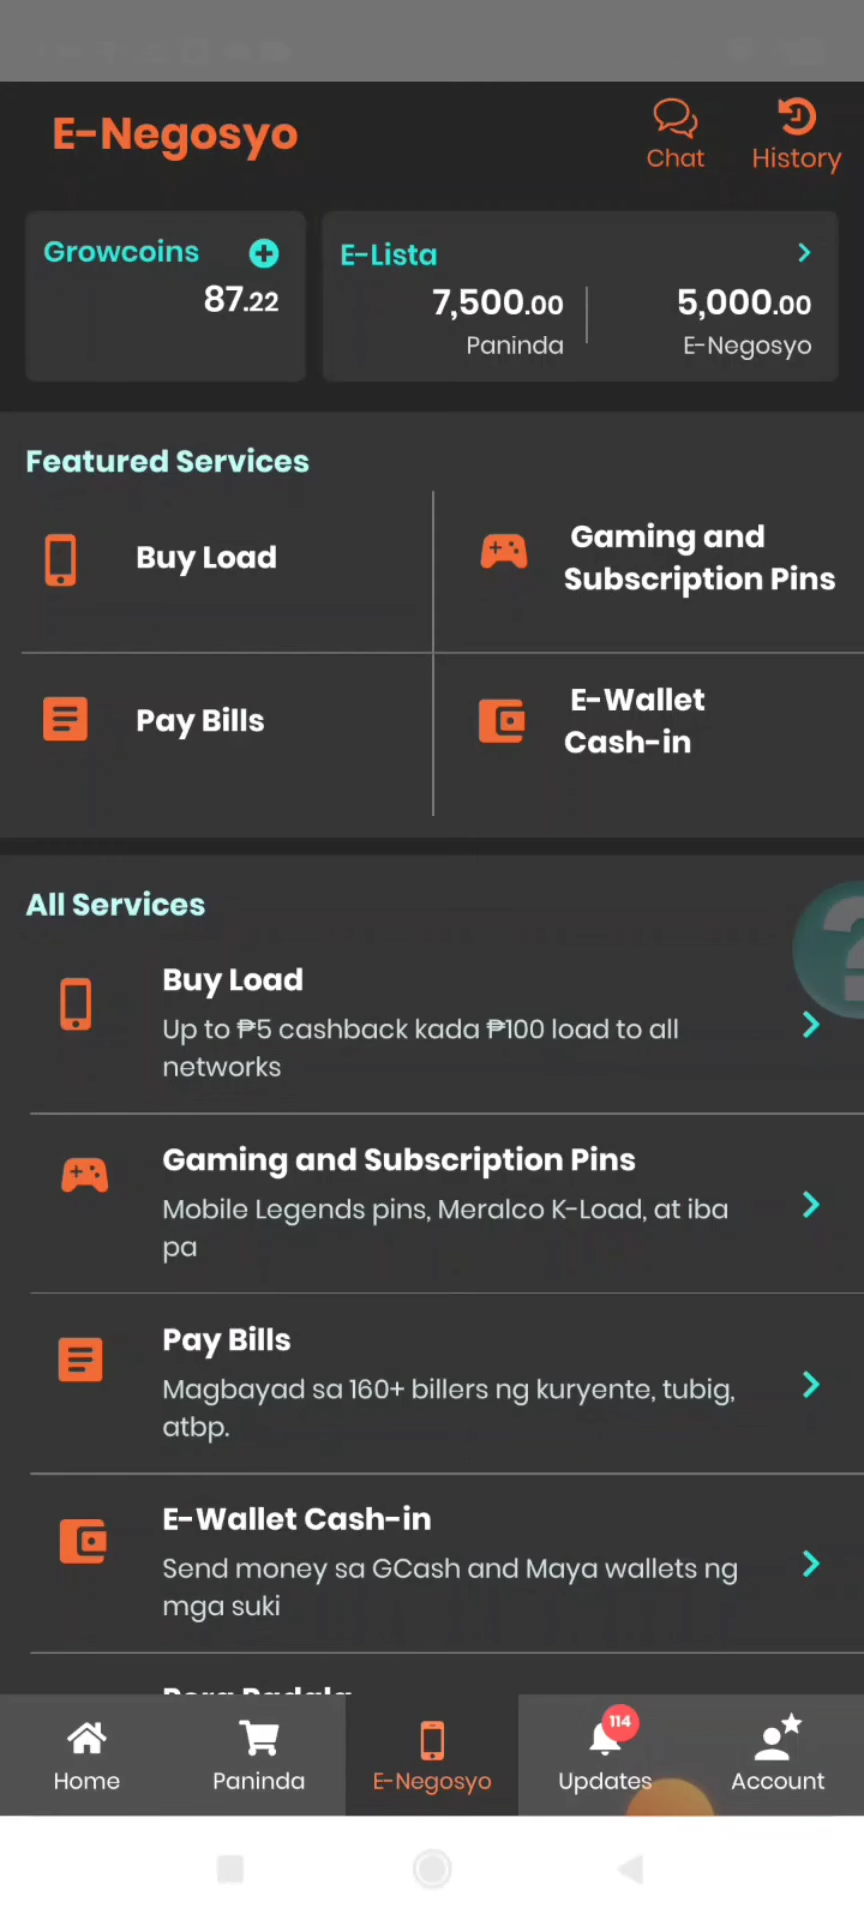 E-Negosyo
Chat
History
Growcoins
87.22
E-Lista
7,500.00
Paninda
5,000.00
E-Negosyo
Featured Services
Buy Load
Gaming and
Subscription Pins
Pay Bills
E-Wallet
Cash-in
All Services
Buy Load
Up to ₱5 cashback kada ₱100 load to all
networks
Gaming and Subscription Pins
Mobile Legends pins, Meralco K-Load, at iba
pa
Pay Bills
Magbayad sa 160+ billers ng kuryente, tubig,
atbp.
E-Wallet Cash-in
Send money sa GCash and Maya wallets ng
mga suki
Home
Paninda
E-Negosyo
114
Updates
Account